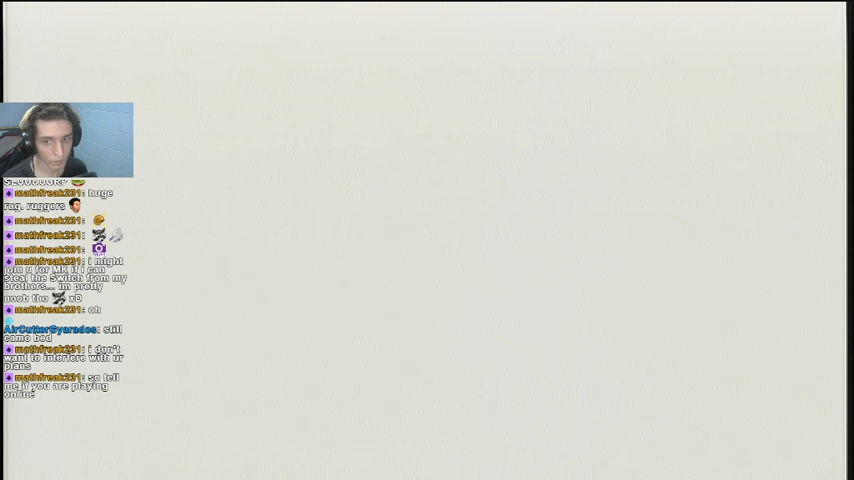 SLUUUURP
mathfreak231: huge
rug, ruggers
mathfreak231:
mathfreak231:
mathfreak231:
mathfreak231: i might
join u for MK if i can
steal the Switch from my
brothers... im pretty
noob tho xD
mathfreak231: oh
AirCutterGyarados: still
camo bed
mathfreak231: i don't
want to interfere with ur
plans
mathfreak231: so tell
me if you are playing
online